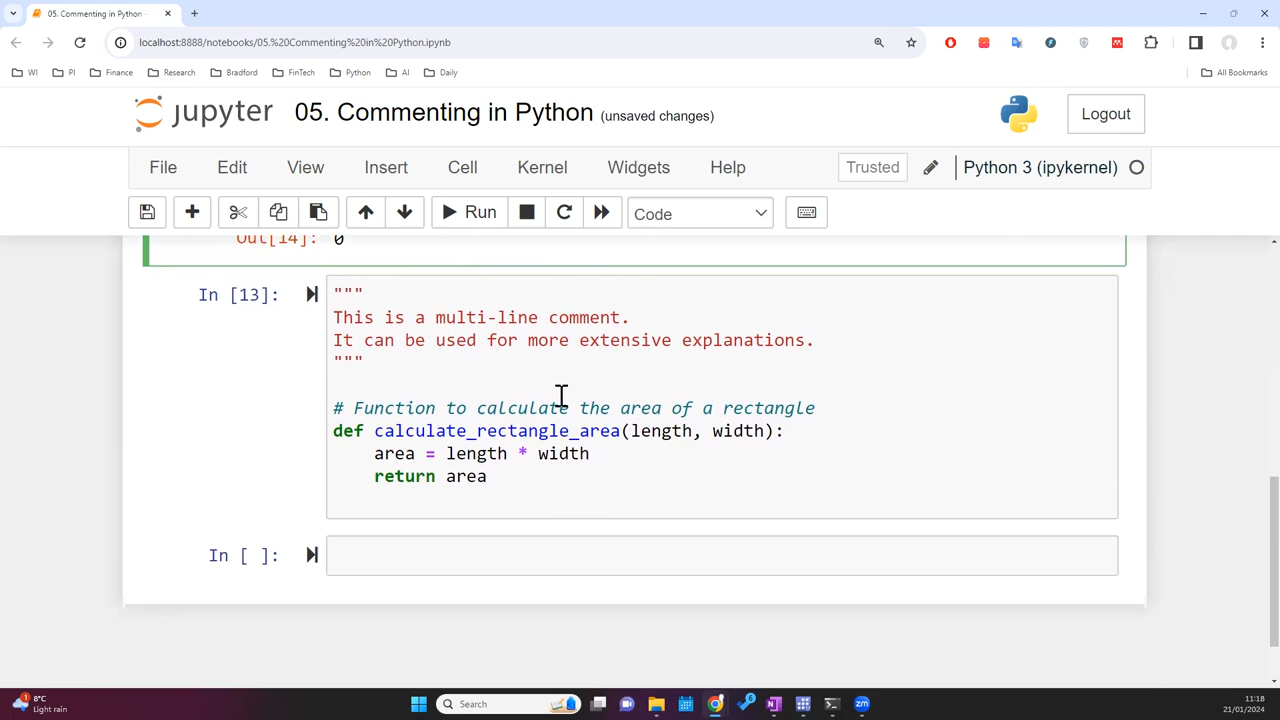 05. Commenting in Python -
localhost:8888/notebooks/05.%20Commenting%20in%20Python.ipynb
WI PI Finance Research Bradford FinTech Python AI Daily All Bookmarks
jupyter 05. Commenting in Python (unsaved changes) Logout
File Edit View Insert Cell Kernel Widgets Help Trusted Python 3 (ipykernel)
Run Code
Out[14]: 0
In [13]: """
This is a multi-line comment.
It can be used for more extensive explanations.
"""
# Function to calculate the area of a rectangle
def calculate_rectangle_area(length, width):
    area = length * width
    return area
In [ ]:
8°C
Light rain
Search
11:18
21/01/2024